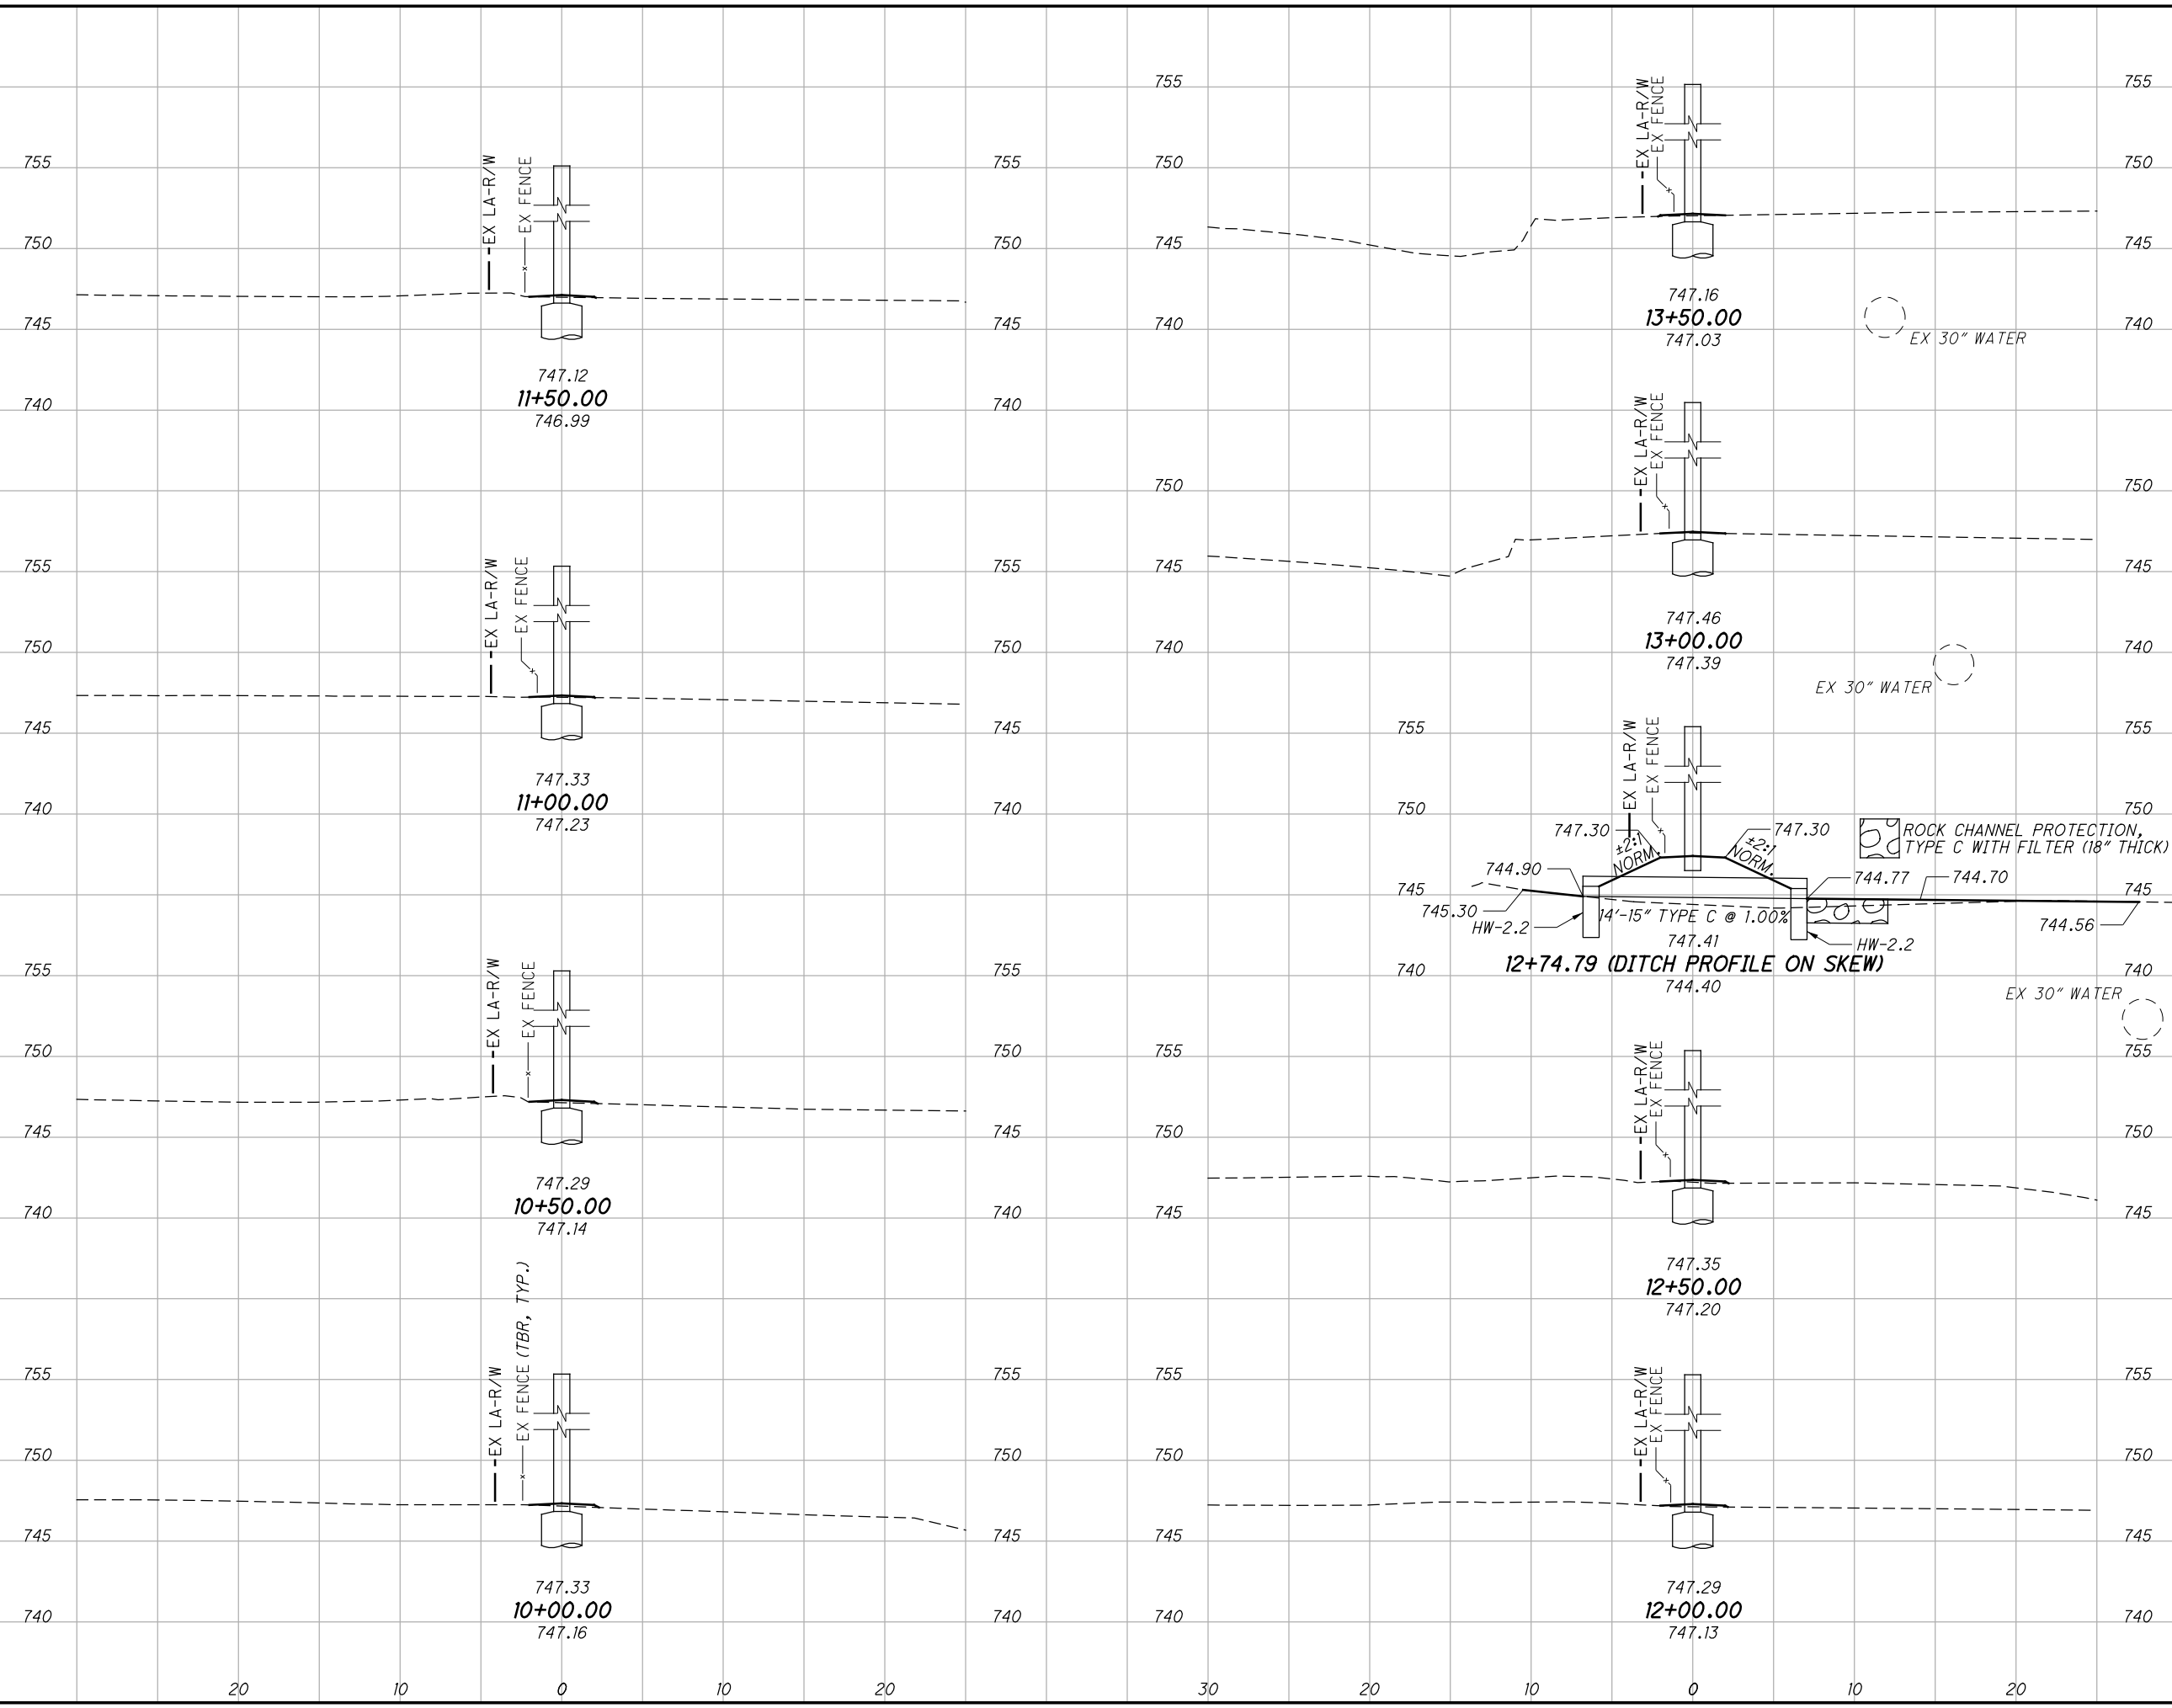 755 755
EX LA-R/W
EX FENCE
750 750
745 745
747.12
11+50.00
746.99
740 740
755 755
EX LA-R/W
EX FENCE
750 750
745 745
747.33
11+00.00
747.23
740 740
755 755
EX LA-R/W
EX FENCE
750 750
745 745
747.29
10+50.00
747.14
740 740
755 755
EX LA-R/W
EX FENCE (TBR, TYP.)
750 750
745 745
747.33
10+00.00
747.16
740 740
20 10 0 10 20
755 755
EX LA-R/W
EX FENCE
750 750
745 745
747.16
13+50.00
747.03
740 740
EX 30" WATER
EX LA-R/W
EX FENCE
750 750
745 745
747.46
13+00.00
747.39
740 740
EX 30" WATER
755 755
EX LA-R/W
EX FENCE
750 750
747.30
±2:1
NORM.
±2:1
NORM.
747.30
ROCK CHANNEL PROTECTION,
TYPE C WITH FILTER (18" THICK)
744.90
744.77
744.70
745 745
745.30
HW-2.2
14'-15" TYPE C @ 1.00%
744.56
HW-2.2
747.41
12+74.79 (DITCH PROFILE ON SKEW)
744.40
740 740
EX 30" WATER
755 755
EX LA-R/W
EX FENCE
750 750
745 745
747.35
12+50.00
747.20
755 755
EX LA-R/W
EX FENCE
750 750
745 745
747.29
12+00.00
747.13
740 740
30 20 10 0 10 20